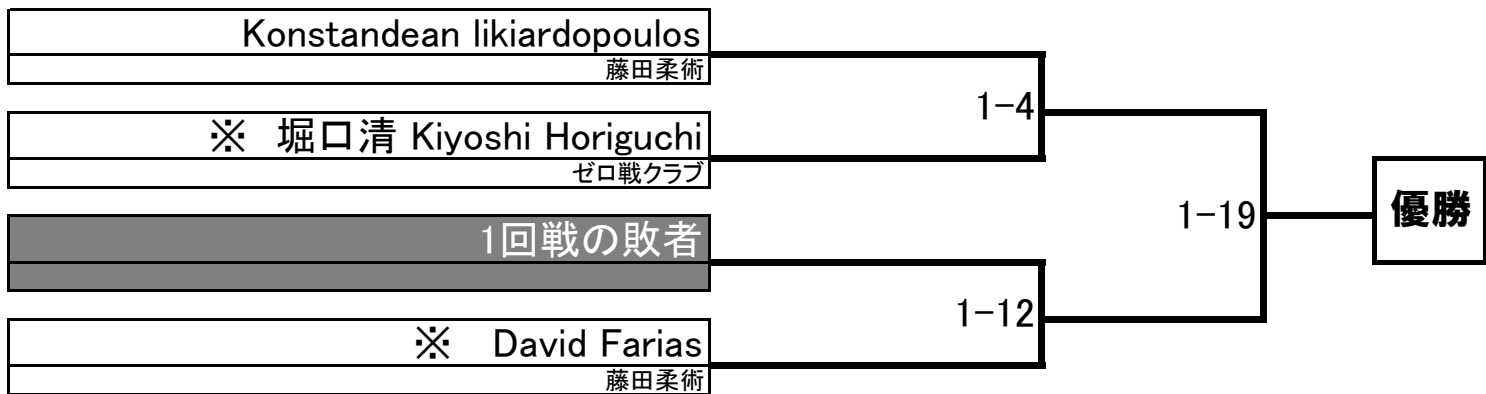 Konstandean likiardopoulos
藤田柔術
1-4
※ 堀口清 Kiyoshi Horiguchi
ゼロ戦クラブ
1-19
優勝
1回戦の敗者
1-12
※ David Farias
藤田柔術